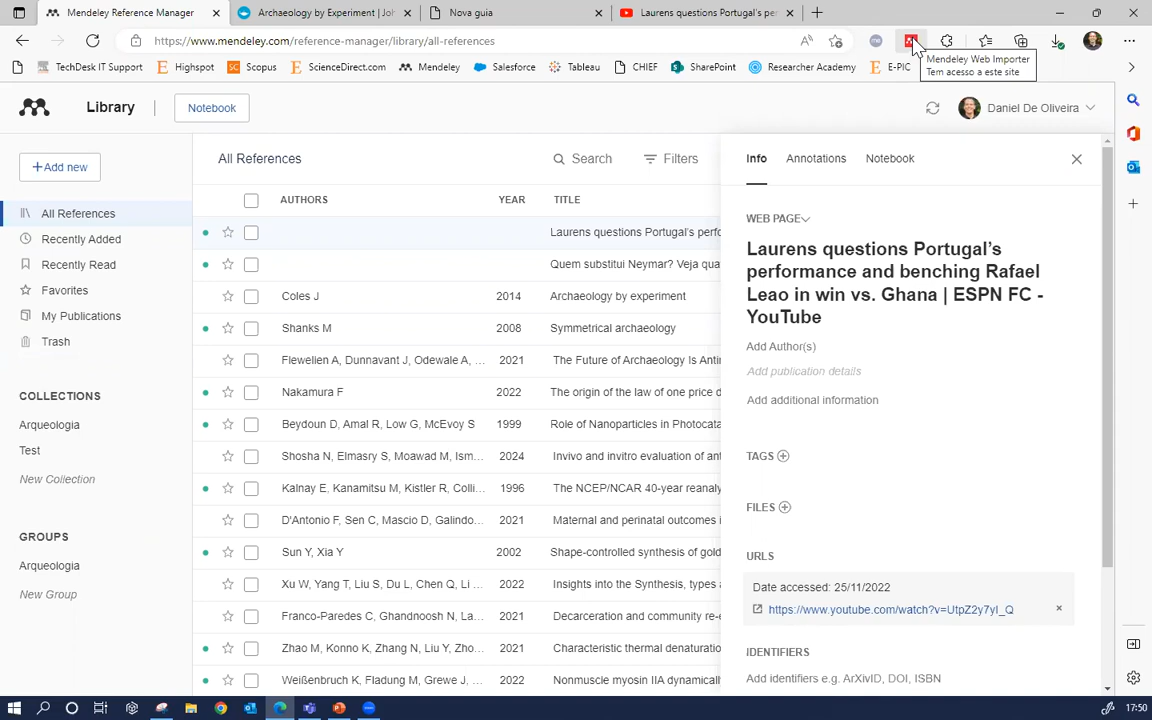 Mendeley Reference Manager
Archaeology by Experiment | Joh
Nova guia
Laurens questions Portugal's per
https://www.mendeley.com/reference-manager/library/all-references
Mendeley Web Importer
Tem acesso a este site
TechDesk IT Support
Highspot
Scopus
ScienceDirect.com
Mendeley
Salesforce
Tableau
CHIEF
SharePoint
Researcher Academy
E-PIC
Library
Notebook
Daniel De Oliveira
+Add new
All References
Recently Added
Recently Read
Favorites
My Publications
Trash
COLLECTIONS
Arqueologia
Test
New Collection
GROUPS
Arqueologia
New Group
All References
Search
Filters
AUTHORS YEAR TITLE
Laurens questions Portugal's perfo
Quem substitui Neymar? Veja qua
Coles J 2014 Archaeology by experiment
Shanks M 2008 Symmetrical archaeology
Flewelien A, Dunnavant J, Odewale A, ... 2021 The Future of Archaeology Is Anti
Nakamura F 2022 The origin of the law of one price d
Beydoun D, Amal R, Low G, McEvoy S 1999 Role of Nanoparticles in Photocata
Shosha N, Elmasry S, Moawad M, Ism... 2024 Invivo and invitro evaluation of ant
Kalnay E, Kanamitsu M, Kistler R, Colli... 1996 The NCEP/NCAR 40-year reanaly
D'Antonio F, Sen C, Mascio D, Galindo... 2021 Maternal and perinatal outcomes i
Sun Y, Xia Y 2002 Shape-controlled synthesis of gold
Xu W, Yang T, Liu S, Du L, Chen Q, Li ... 2022 Insights into the Synthesis, types a
Franco-Paredes C, Ghandnoosh N, Latif... 2021 Decarceration and community re-e
Zhao M, Konno K, Zhang N, Liu Y, Zho... 2021 Characteristic thermal denaturation
Weißenbruch K, Fladung M, Grewe J, ... 2022 Nonmuscle myosin IIA dynamically
Info
Annotations
Notebook
WEB PAGE
Laurens questions Portugal's
performance and benching Rafael
Leao in win vs. Ghana | ESPN FC -
YouTube
Add Author(s)
Add publication details
Add additional information
TAGS
FILES
URLS
Date accessed: 25/11/2022
https://www.youtube.com/watch?v=UtpZ2y7yI_Q
IDENTIFIERS
Add identifiers e.g. ArXivID, DOI, ISBN
17:50